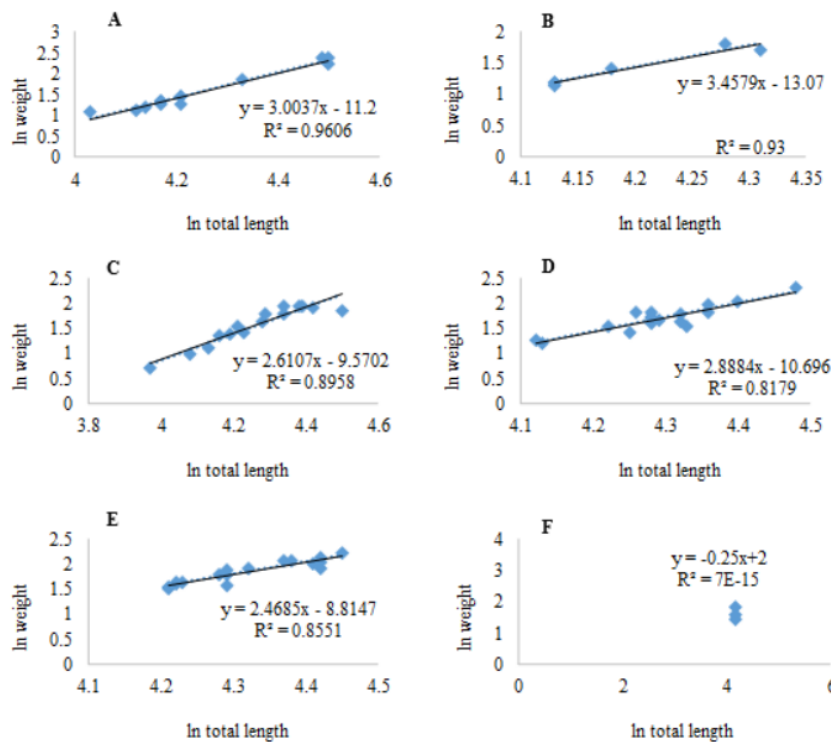 A
3
2.5
2
1.5
1
0.5
0
ln weight
y = 3.0037x - 11.2
R² = 0.9606
4
4.2
4.4
4.6
ln total length
B
2
1.5
1
0.5
0
ln weight
y = 3.4579x - 13.07
R² = 0.93
4.1
4.15
4.2
4.25
4.3
4.35
ln total length
C
2.5
2
1.5
1
0.5
0
ln weight
y = 2.6107x - 9.5702
R² = 0.8958
3.8
4
4.2
4.4
4.6
ln total length
D
2.5
2
1.5
1
0.5
0
ln weight
y = 2.8884x - 10.696
R² = 0.8179
4.1
4.2
4.3
4.4
4.5
ln total length
E
2.5
2
1.5
1
0.5
0
ln weight
y = 2.4685x - 8.8147
R² = 0.8551
4.1
4.2
4.3
4.4
4.5
ln total length
F
4
3
2
1
0
ln weight
y = -0.25x+2
R² = 7E-15
0
2
4
6
ln total length